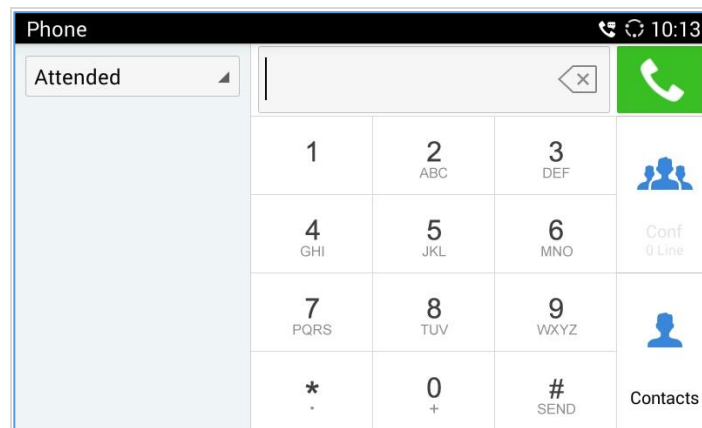 Phone 10:13
Attended
1
2
ABC
3
DEF
4
GHI
5
JKL
6
MNO
Conf
0 Line
7
PQRS
8
TUV
9
WXYZ
*
.
0
+
#
SEND
Contacts